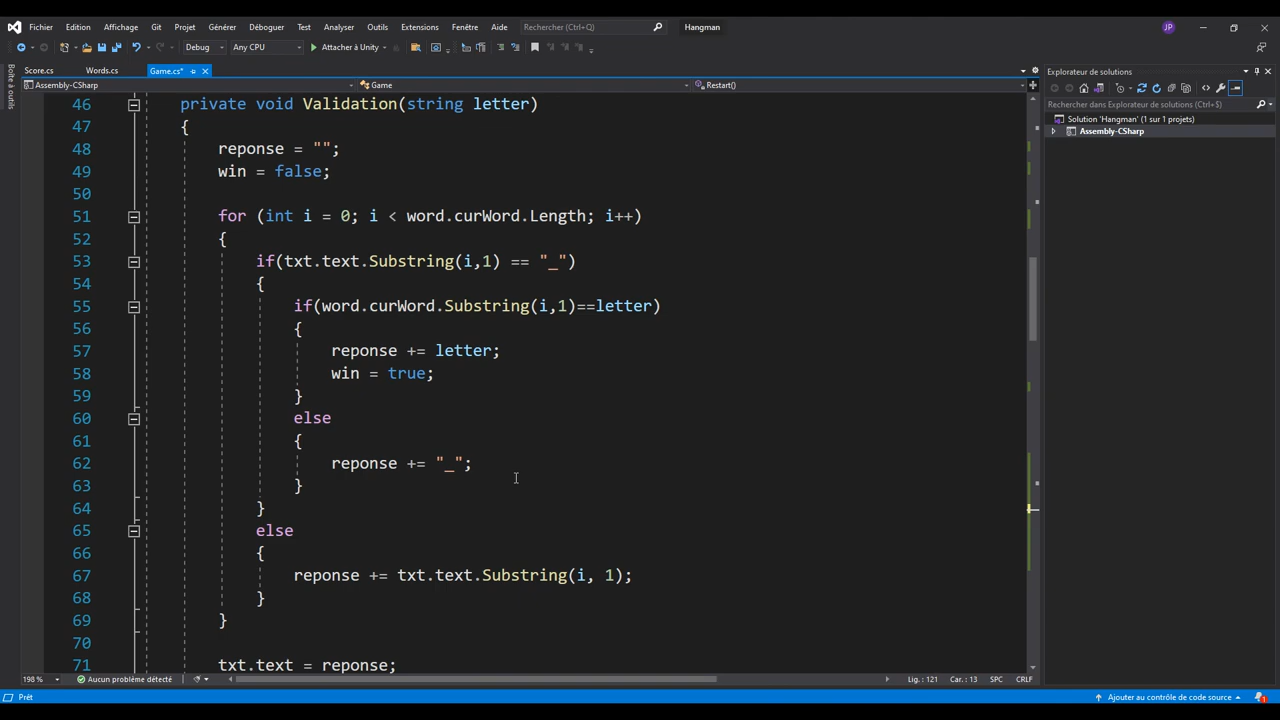 Fichier Edition Affichage Git Projet Générer Déboguer Test Analyser Outils Extensions Fenêtre Aide Rechercher (Ctrl+Q) Hangman JP
Debug Any CPU Attacher à Unity
Boîte à outils
Score.cs Words.cs Game.cs* Explorateur de solutions
Assembly-CSharp Game Restart()
Rechercher dans Explorateur de solutions (Ctrl+$)
Solution 'Hangman' (1 sur 1 projets)
Assembly-CSharp
46 private void Validation(string letter)
47 {
48 reponse = "";
49 win = false;
50
51 for (int i = 0; i < word.curWord.Length; i++)
52 {
53 if(txt.text.Substring(i,1) == "_")
54 {
55 if(word.curWord.Substring(i,1)==letter)
56 {
57 reponse += letter;
58 win = true;
59 }
60 else
61 {
62 reponse += "_";
63 }
64 }
65 else
66 {
67 reponse += txt.text.Substring(i, 1);
68 }
69 }
70
71 txt.text = reponse;
198 % Aucun problème détecté Lig. : 121 Car. : 13 SPC CRLF
Prêt Ajouter au contrôle de code source 1